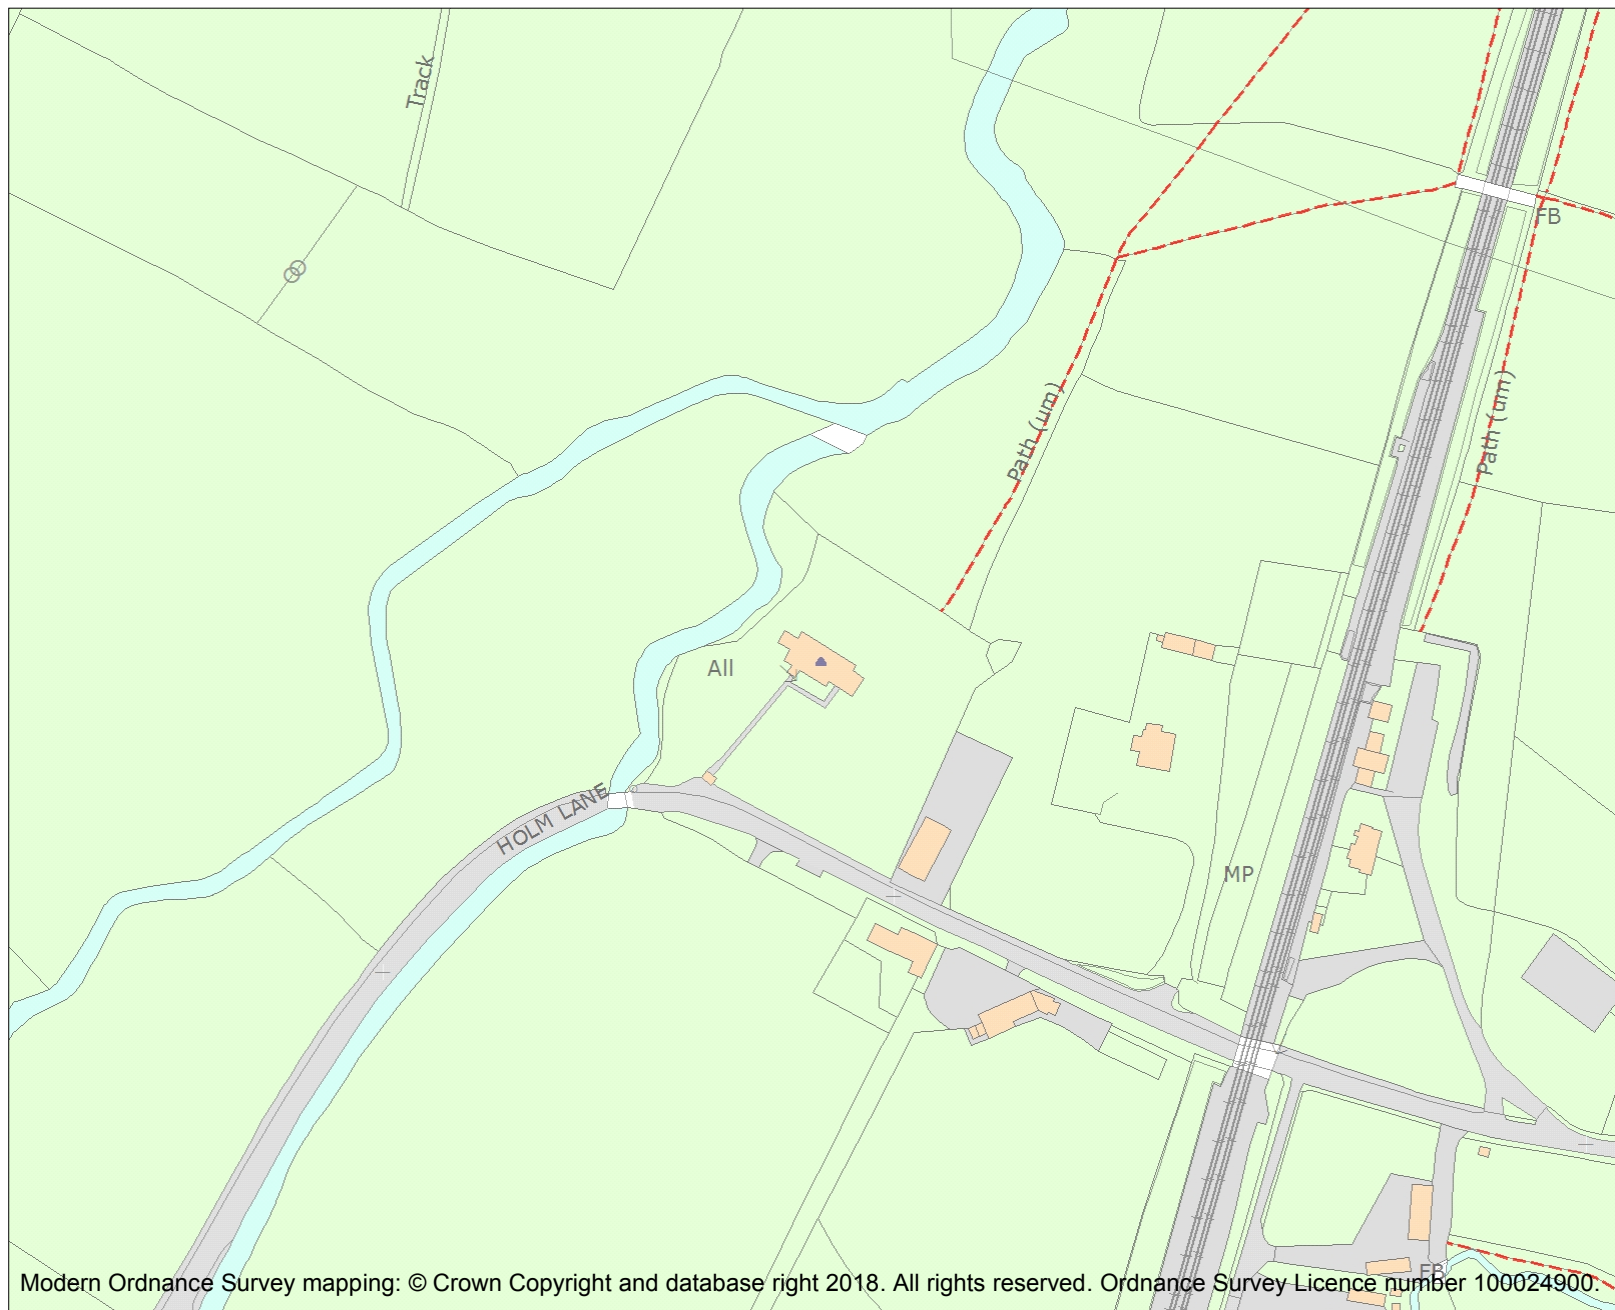 Track
FB
Path (um)
Path (um)
All
HOLM LANE
MP
FB
Modern Ordnance Survey mapping: © Crown Copyright and database right 2018. All rights reserved. Ordnance Survey Licence number 100024900.